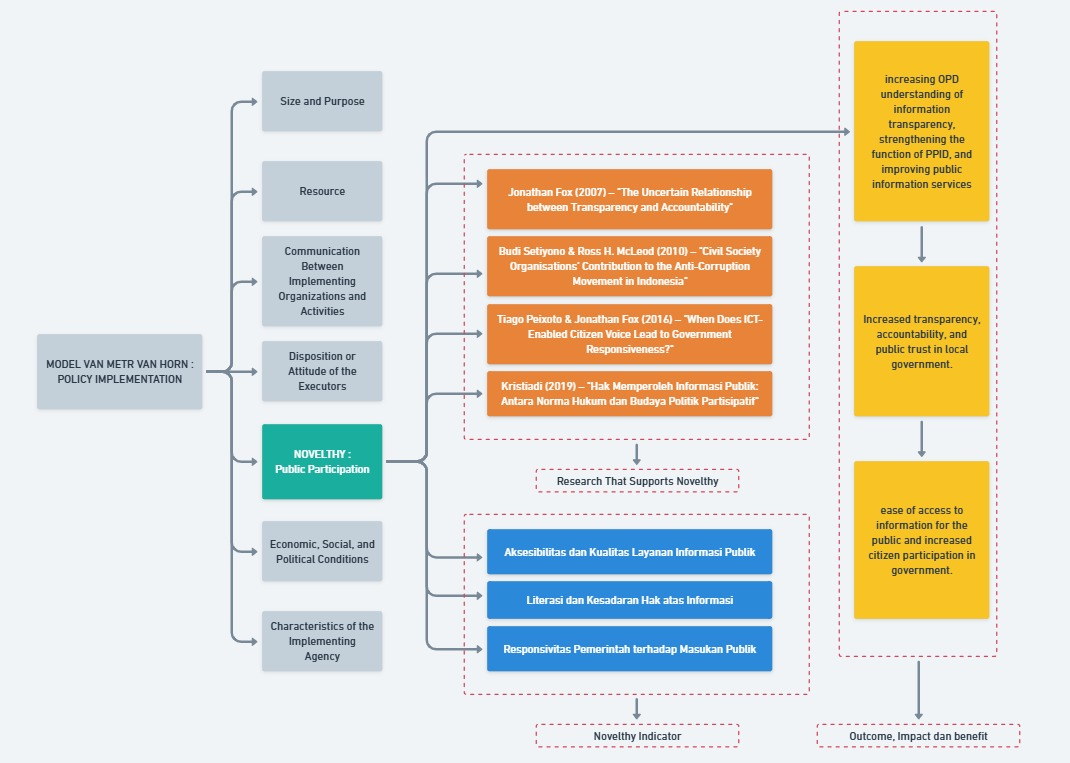 MODEL VAN METR VAN HORN :
POLICY IMPLEMENTATION
Size and Purpose
Resource
Communication
Between
Implementing
Organizations and
Activities
Disposition or
Attitude of the
Executors
NOVELTHY :
Public Participation
Economic, Social, and
Political Conditions
Characteristics of the
Implementing
Agency
Jonathan Fox (2007) – "The Uncertain Relationship
between Transparency and Accountability"
Budi Setiyono & Ross H. McLeod (2010) – "Civil Society
Organisations' Contribution to the Anti-Corruption
Movement in Indonesia"
Tiago Peixoto & Jonathan Fox (2016) – "When Does ICT-
Enabled Citizen Voice Lead to Government
Responsiveness?"
Kristiadi (2019) – "Hak Memperoleh Informasi Publik:
Antara Norma Hukum dan Budaya Politik Partisipatif"
Research That Supports Novelthy
Aksesibilitas dan Kualitas Layanan Informasi Publik
Literasi dan Kesadaran Hak atas Informasi
Responsivitas Pemerintah terhadap Masukan Publik
Novelthy Indicator
increasing OPD
understanding of
information
transparency,
strengthening the
function of PPID, and
improving public
information services
Increased transparency,
accountability, and
public trust in local
government.
ease of access to
information for the
public and increased
citizen participation in
government.
Outcome, Impact dan benefit